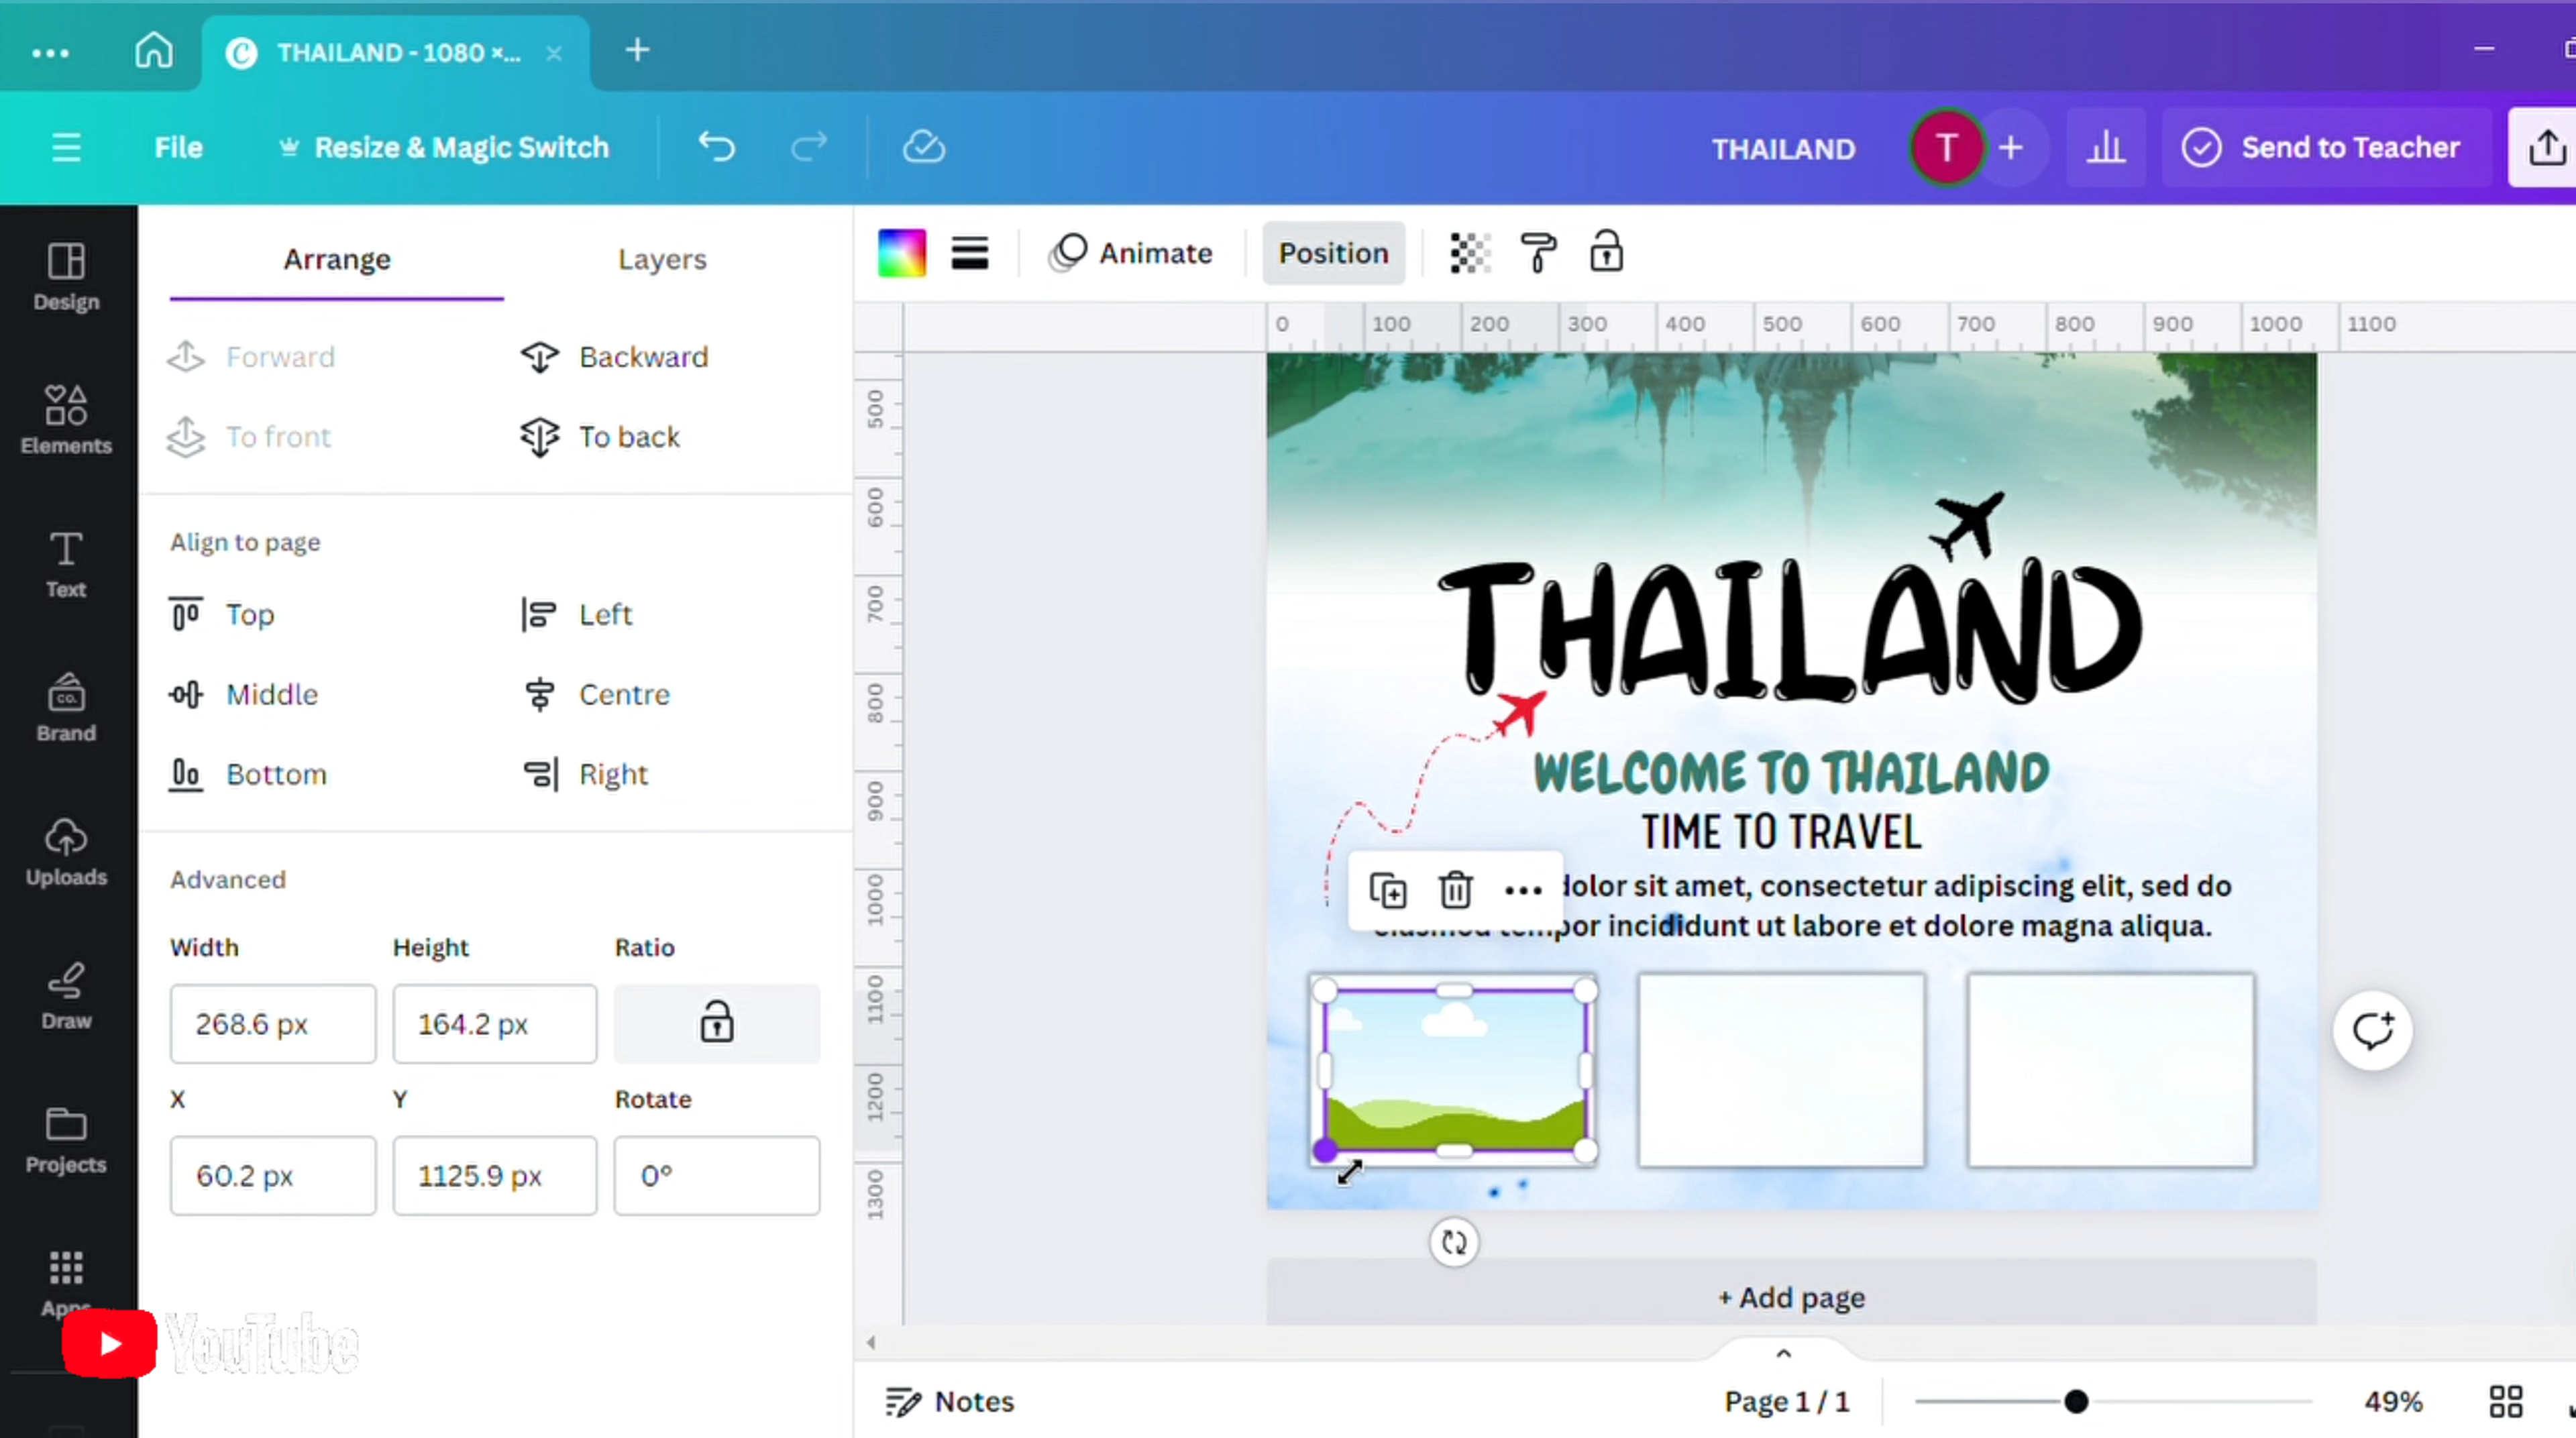 THAILAND - 1080 ×...
File
Resize & Magic Switch
THAILAND
T
Send to Teacher
Design
Elements
Text
CO.
Brand
Uploads
Draw
Projects
Apps
Arrange
Layers
Forward
Backward
To front
To back
Align to page
Top
Left
Middle
Centre
Bottom
Right
Advanced
Width
Height
Ratio
268.6 px
164.2 px
X
Y
Rotate
60.2 px
1125.9 px
0°
YouTube
Animate
Position
0 100 200 300 400 500 600 700 800 900 1000 1100
500
600
700
800
900
1000
1100
1200
1300
THAILAND
WELCOME TO THAILAND
TIME TO TRAVEL
dolor sit amet, consectetur adipiscing elit, sed do
eiusmod tempor incididunt ut labore et dolore magna aliqua.
+ Add page
Notes
Page 1 / 1
49%